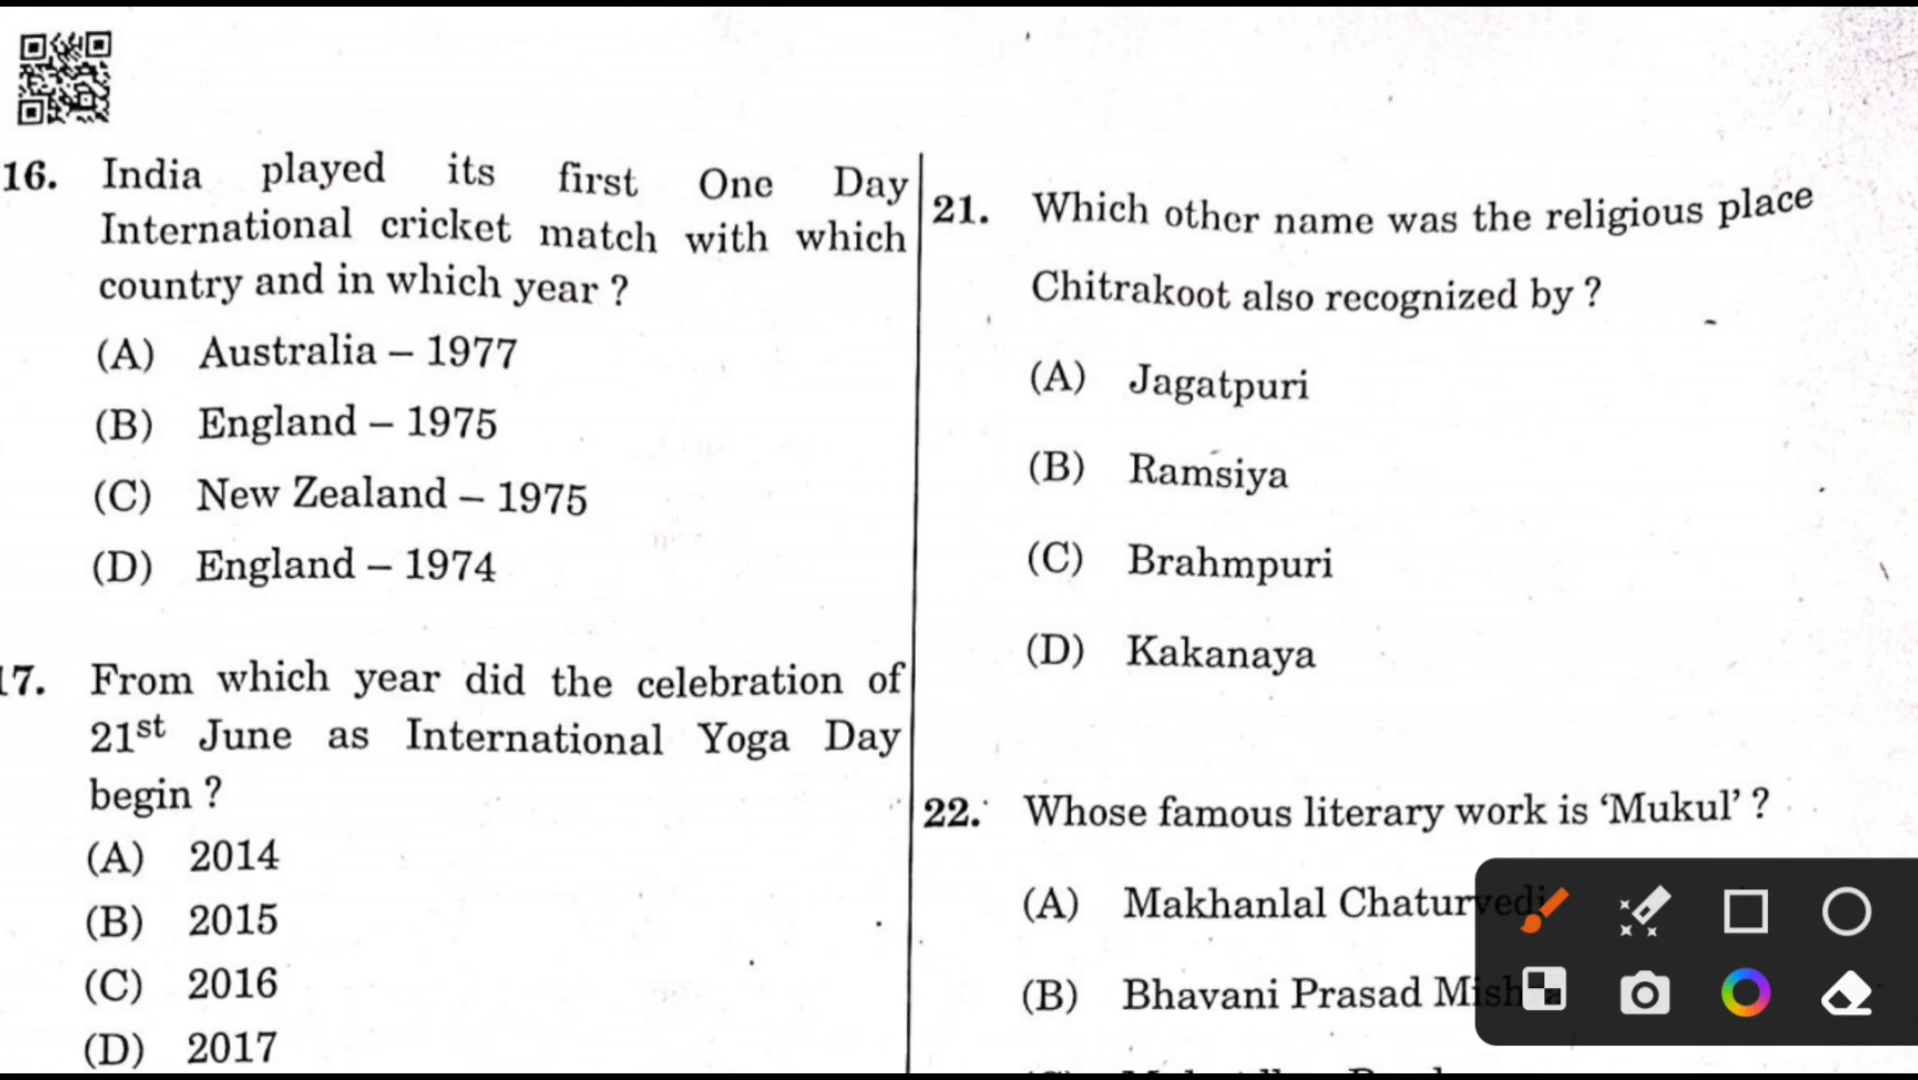 16. India played its first One Day
International cricket match with which
country and in which year ?
(A) Australia – 1977
(B) England – 1975
(C) New Zealand – 1975
(D) England – 1974
17. From which year did the celebration of
21st June as International Yoga Day
begin ?
(A) 2014
(B) 2015
(C) 2016
(D) 2017
21. Which other name was the religious place
Chitrakoot also recognized by ?
(A) Jagatpuri
(B) Ramsiya
(C) Brahmpuri
(D) Kakanaya
22. Whose famous literary work is ‘Mukul’ ?
(A) Makhanlal Chaturvedi
(B) Bhavani Prasad